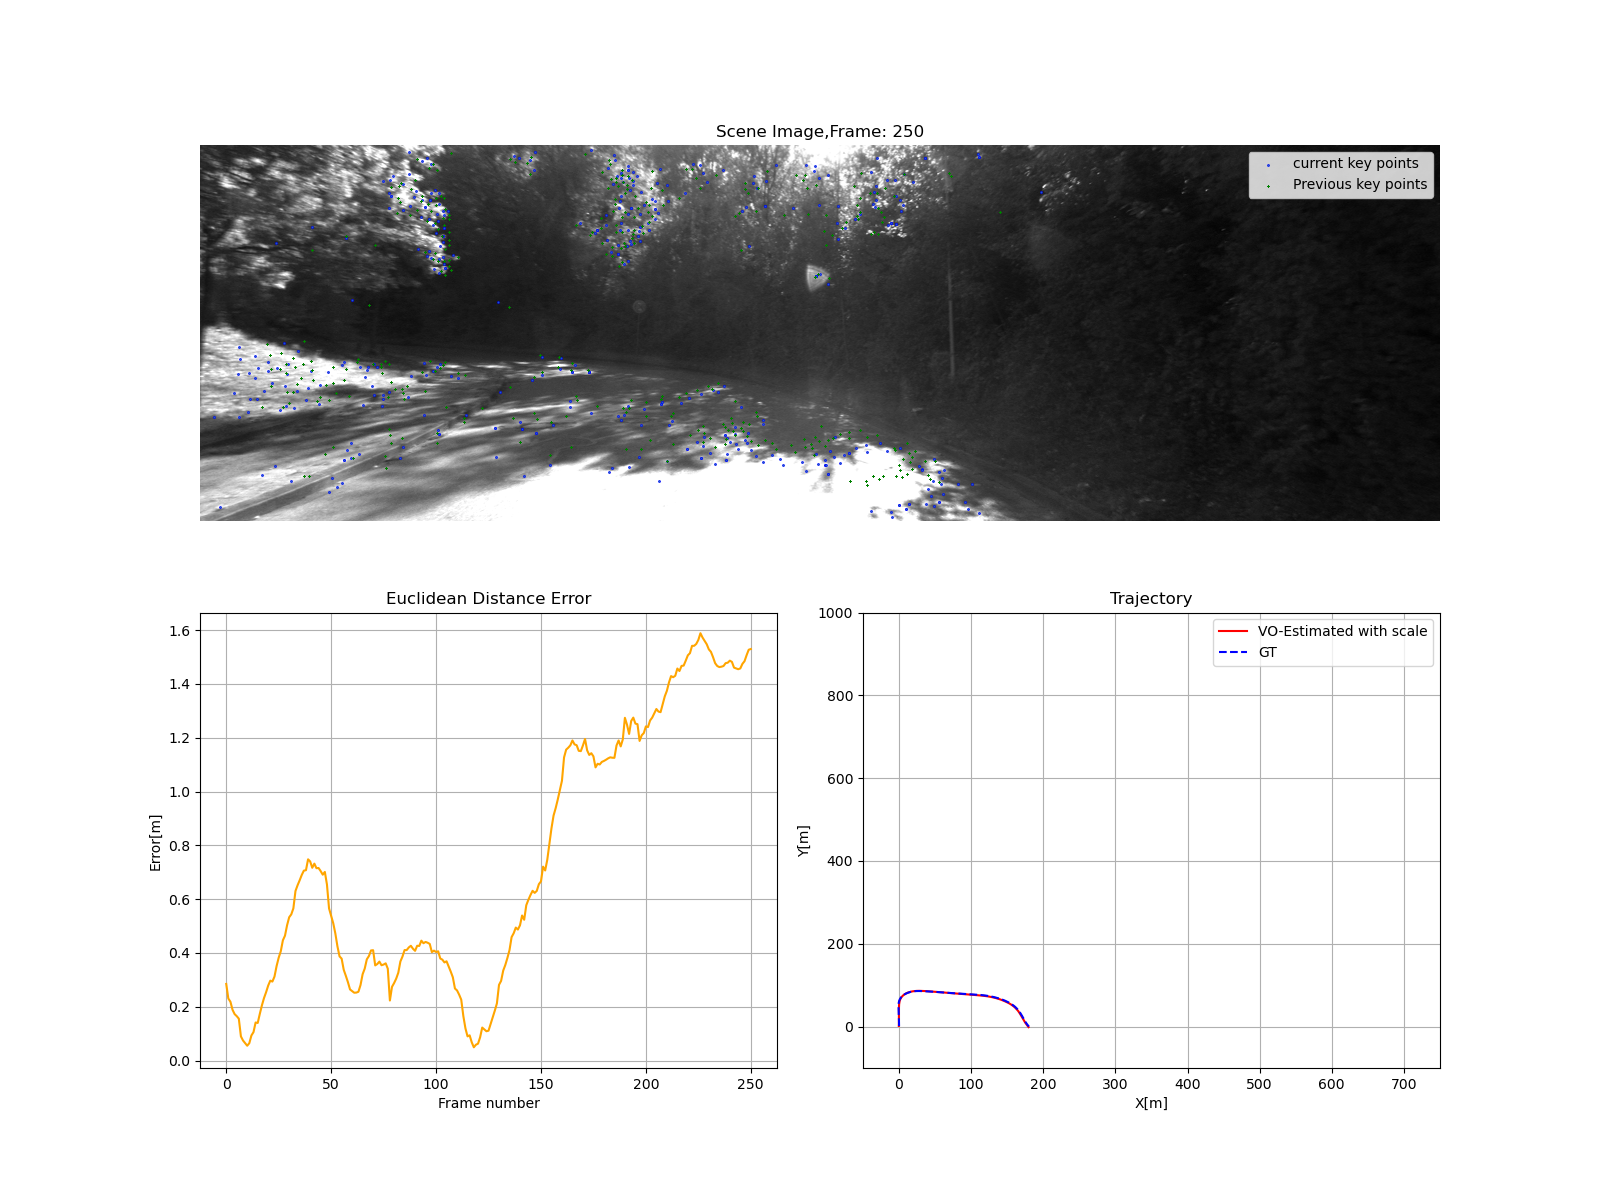 Scene Image,Frame: 250
current key points
Previous key points
Euclidean Distance Error
1.6
1.4
1.2
1.0
0.8
0.6
0.4
0.2
0.0
Error[m]
0 50 100 150 200 250
Frame number
Trajectory
VO-Estimated with scale
GT
1000
800
600
400
200
0
Y[m]
0 100 200 300 400 500 600 700
X[m]